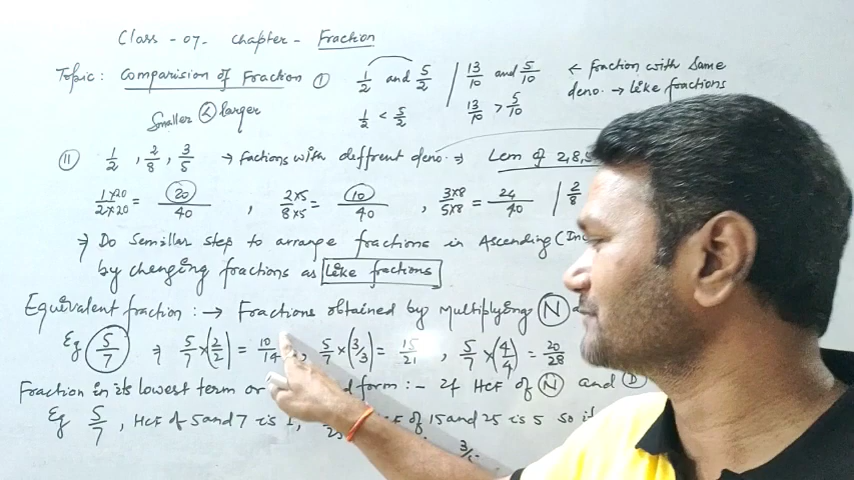 Class - 07. Chapter - Fraction
Topic: Comparision of Fraction ① 1/2 and 5/2 | 13/10 and 5/10 ← fraction with same
deno. → Like fractions
Smaller < larger 1/2 < 5/2 13/10 > 5/10
② 1/2, 2/8, 3/5 → factions with diffrent deno. ⇒ Lcm of 2,8,5
1×20/2×20 = 20/40, 2×5/8×5 = 10/40, 3×8/5×8 = 24/40 | 2/8
⇒ Do Semillar step to arrange fractions in Ascending (
by chenging fractions as Like fractions
Equivalent fraction :→ Fractions obtained by Multiplying N
Eg 5/7 ⇒ 5/7 × (2/2) = 10/14, 5/7 × (3/3) = 15/21, 5/7 × (4/4) = 20/28
Fraction in its lowest term or form :- If HCF of N and D
Eg 5/7, HCF of 5 and 7 is 1, of 15 and 25 is 5 so
3/5